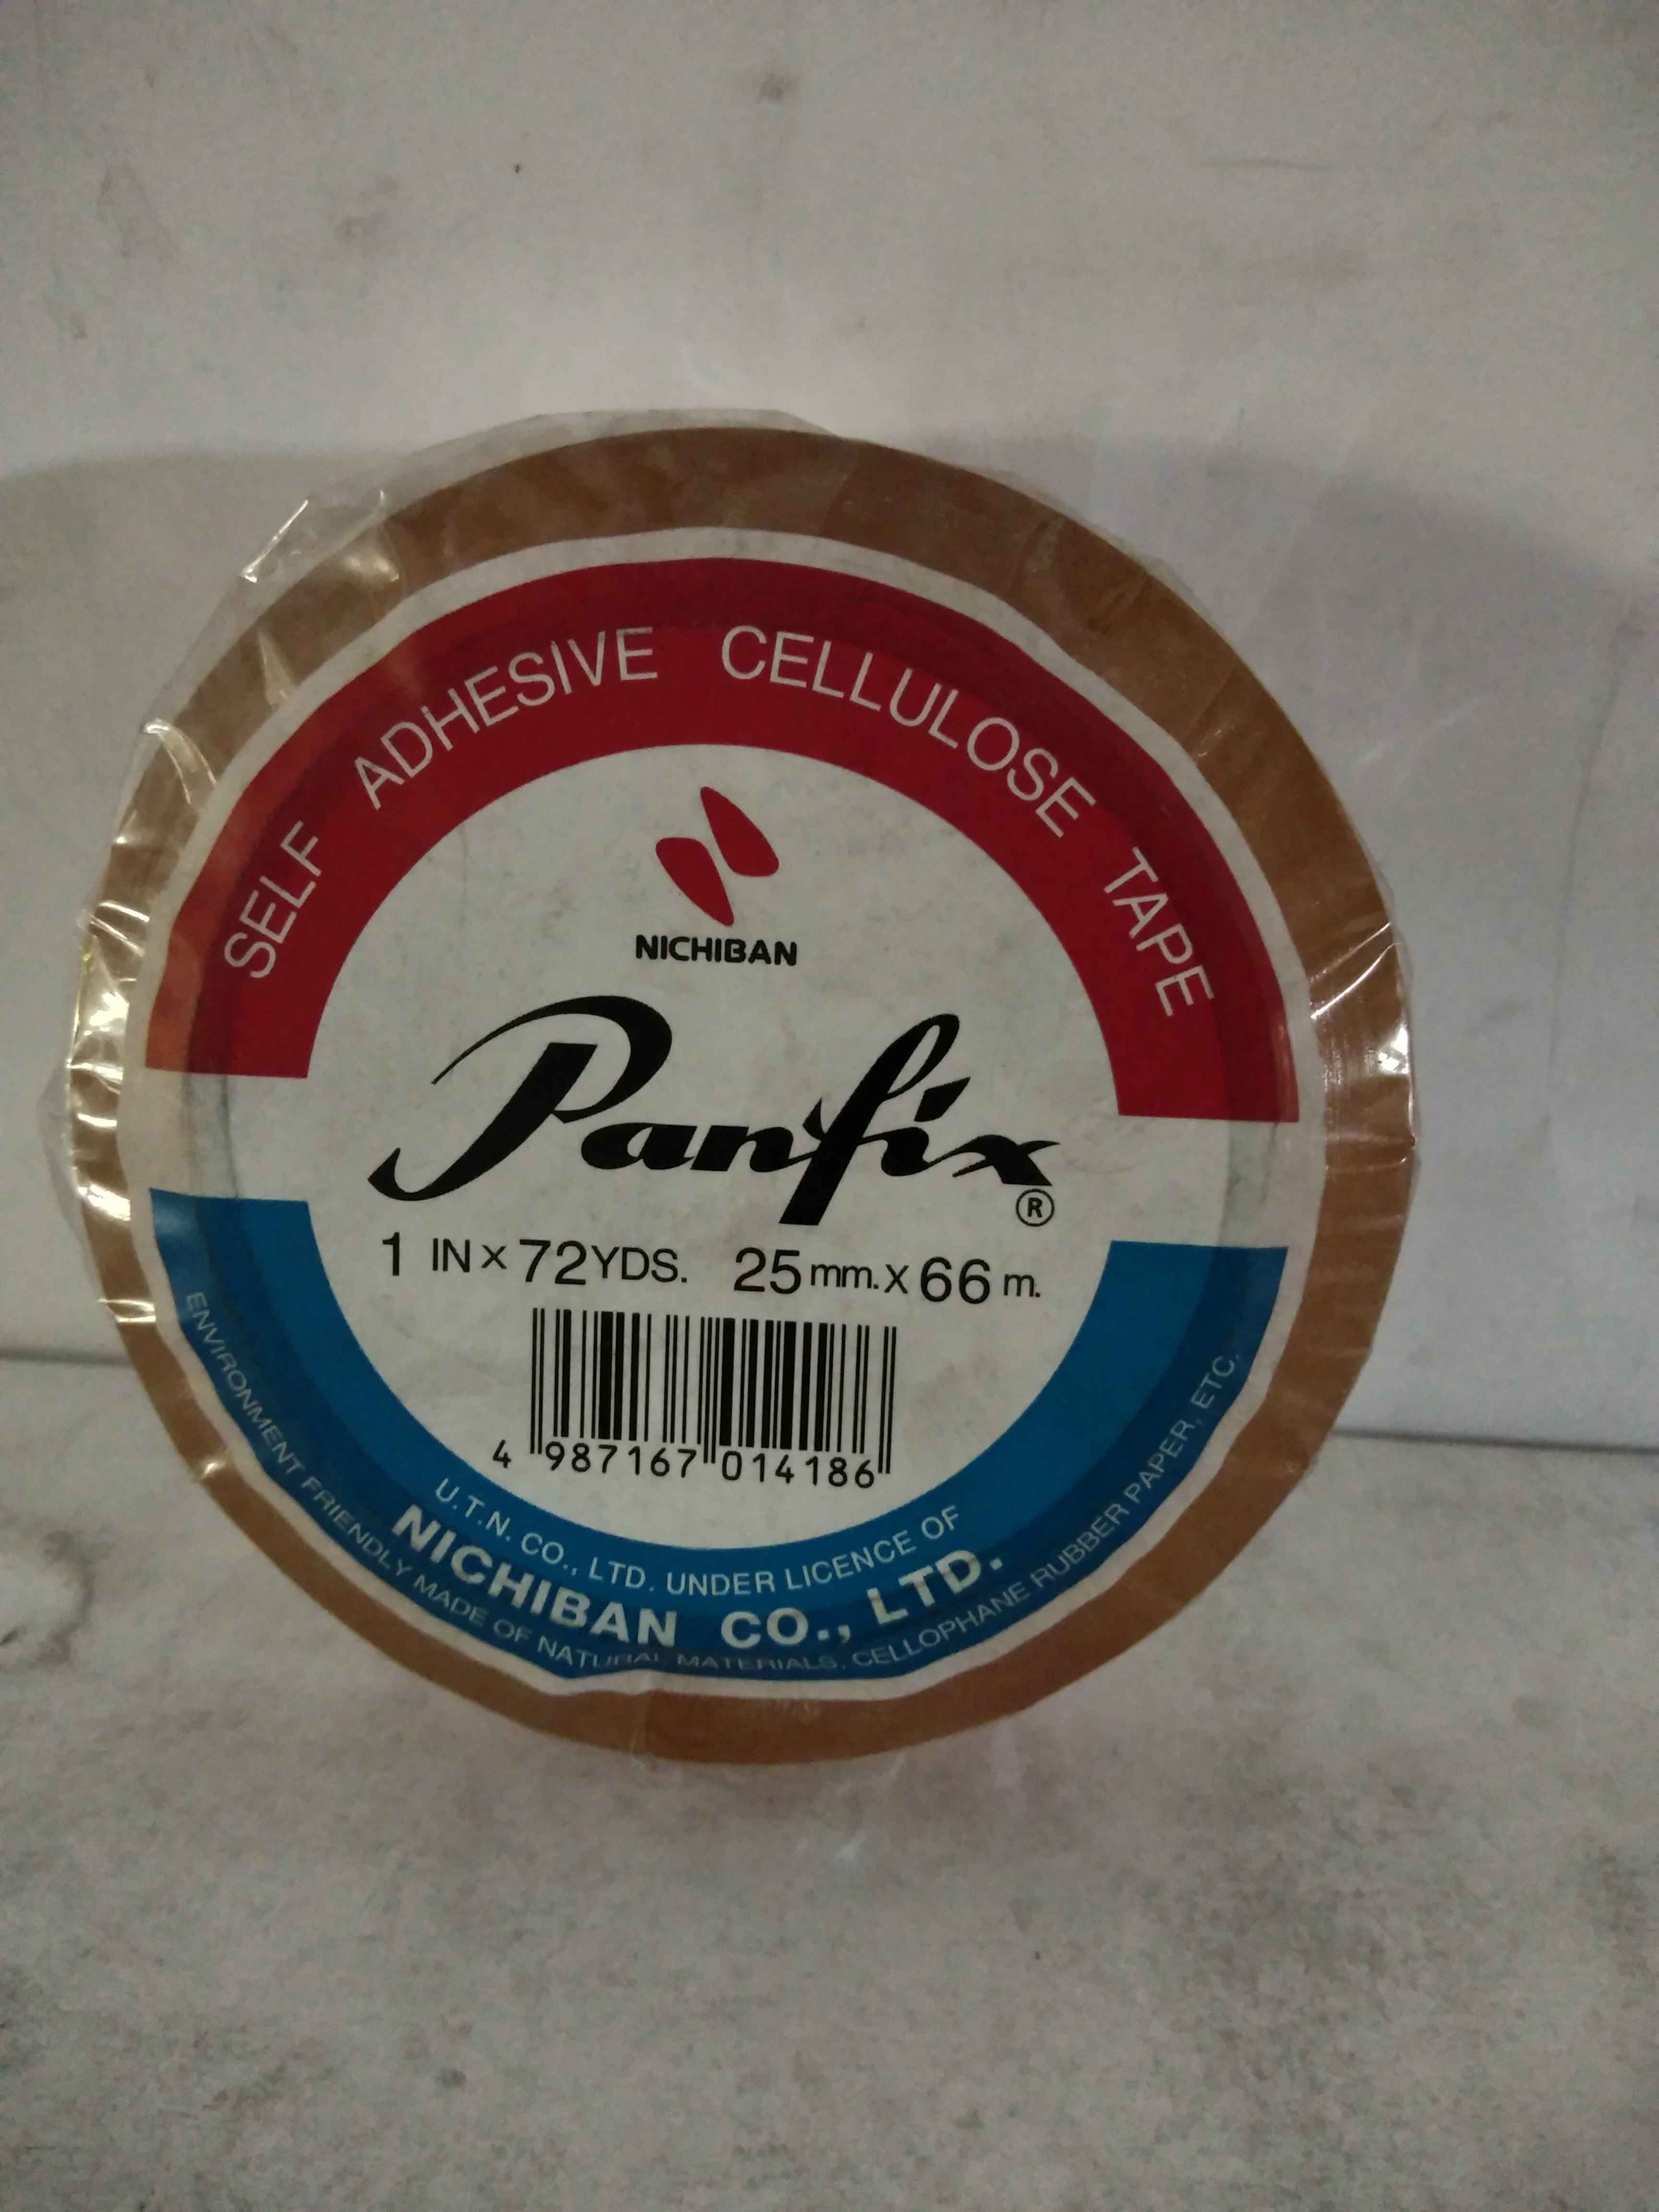 SELF ADHESIVE CELLULOSE TAPE
NICHIBAN
Panfix®
1 IN x 72YDS. 25mm. x 66 m.
4 987167 014186
U.T.N. CO., LTD. UNDER LICENCE OF
NICHIBAN CO., LTD.
ENVIRONMENT FRIENDLY MADE OF NATURAL MATERIALS, CELLOPHANE RUBBER PAPER, ETC.